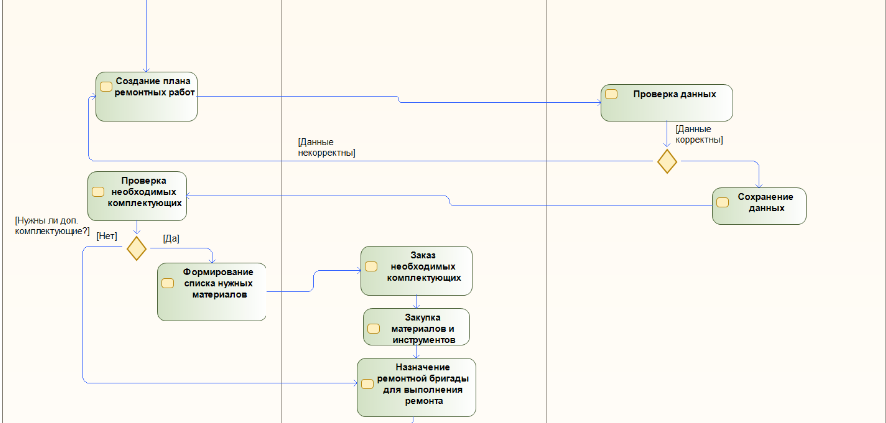 Создание плана
ремонтных работ
Проверка данных
[Данные
корректны]
[Данные
некорректны]
Проверка
необходимых
комплектующих
Сохранение
данных
[Нужны ли доп.
комплектующие?]
[Нет]
[Да]
Формирование
списка нужных
материалов
Заказ
необходимых
комплектующих
Закупка
материалов и
инструментов
Назначение
ремонтной бригады
для выполнения
ремонта